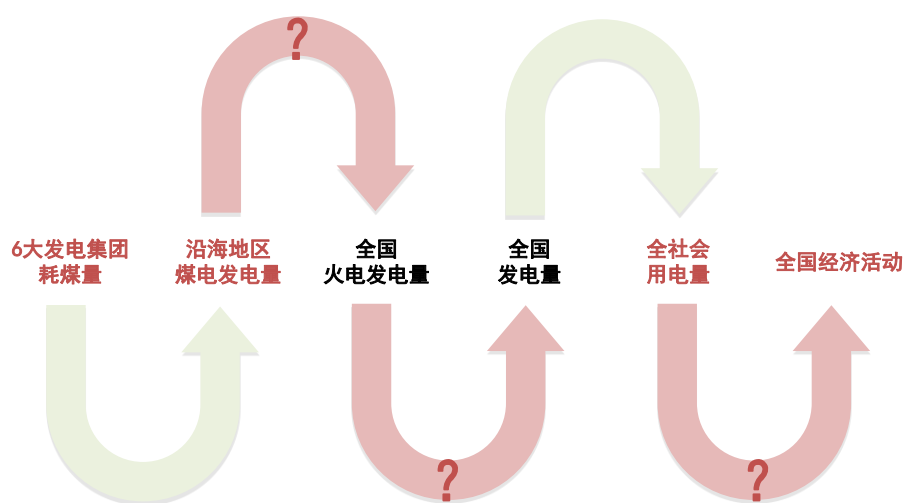 ?
6大发电集团
耗煤量
沿海地区
煤电发电量
全国
火电发电量
全国
发电量
全社会
用电量
全国经济活动
?
?